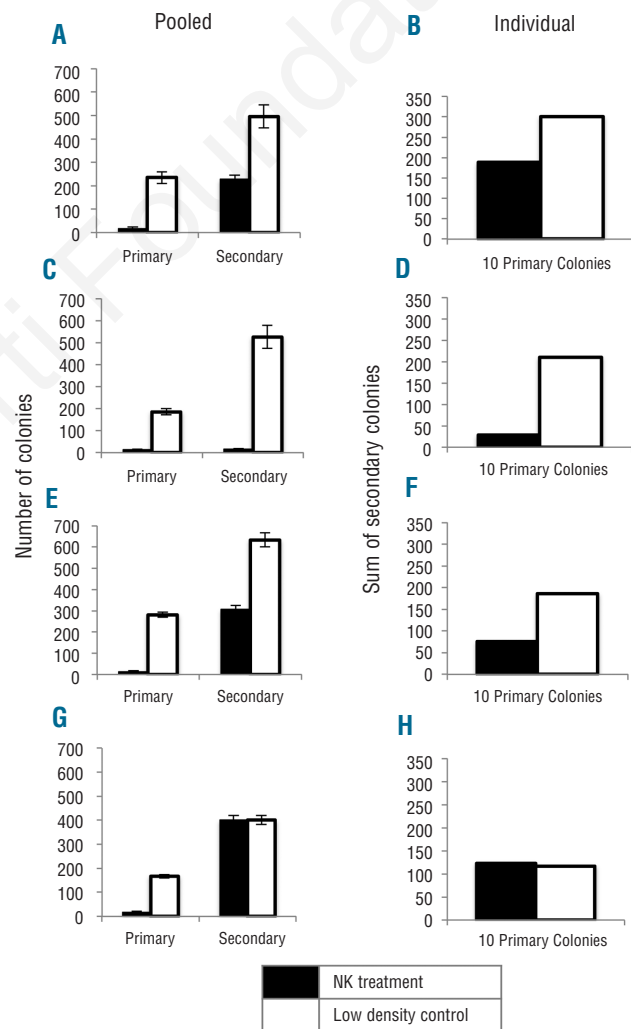 Pooled
Individual
A
700
600
500
400
300
200
100
0
Primary Secondary
B
350
300
250
200
150
100
50
0
10 Primary Colonies
C
700
600
500
400
300
200
100
0
Primary Secondary
D
350
300
250
200
150
100
50
0
10 Primary Colonies
Number of colonies
Sum of secondary colonies
E
700
600
500
400
300
200
100
0
Primary Secondary
F
350
300
250
200
150
100
50
0
10 Primary Colonies
G
700
600
500
400
300
200
100
0
Primary Secondary
H
350
300
250
200
150
100
50
0
10 Primary Colonies
NK treatment
Low density control